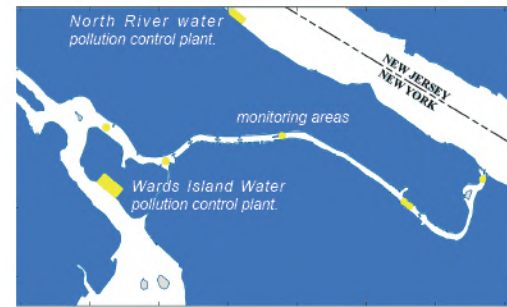 North River water
pollution control plant.
NEW JERSEY
NEW YORK
monitoring areas
Wards Island Water
pollution control plant.